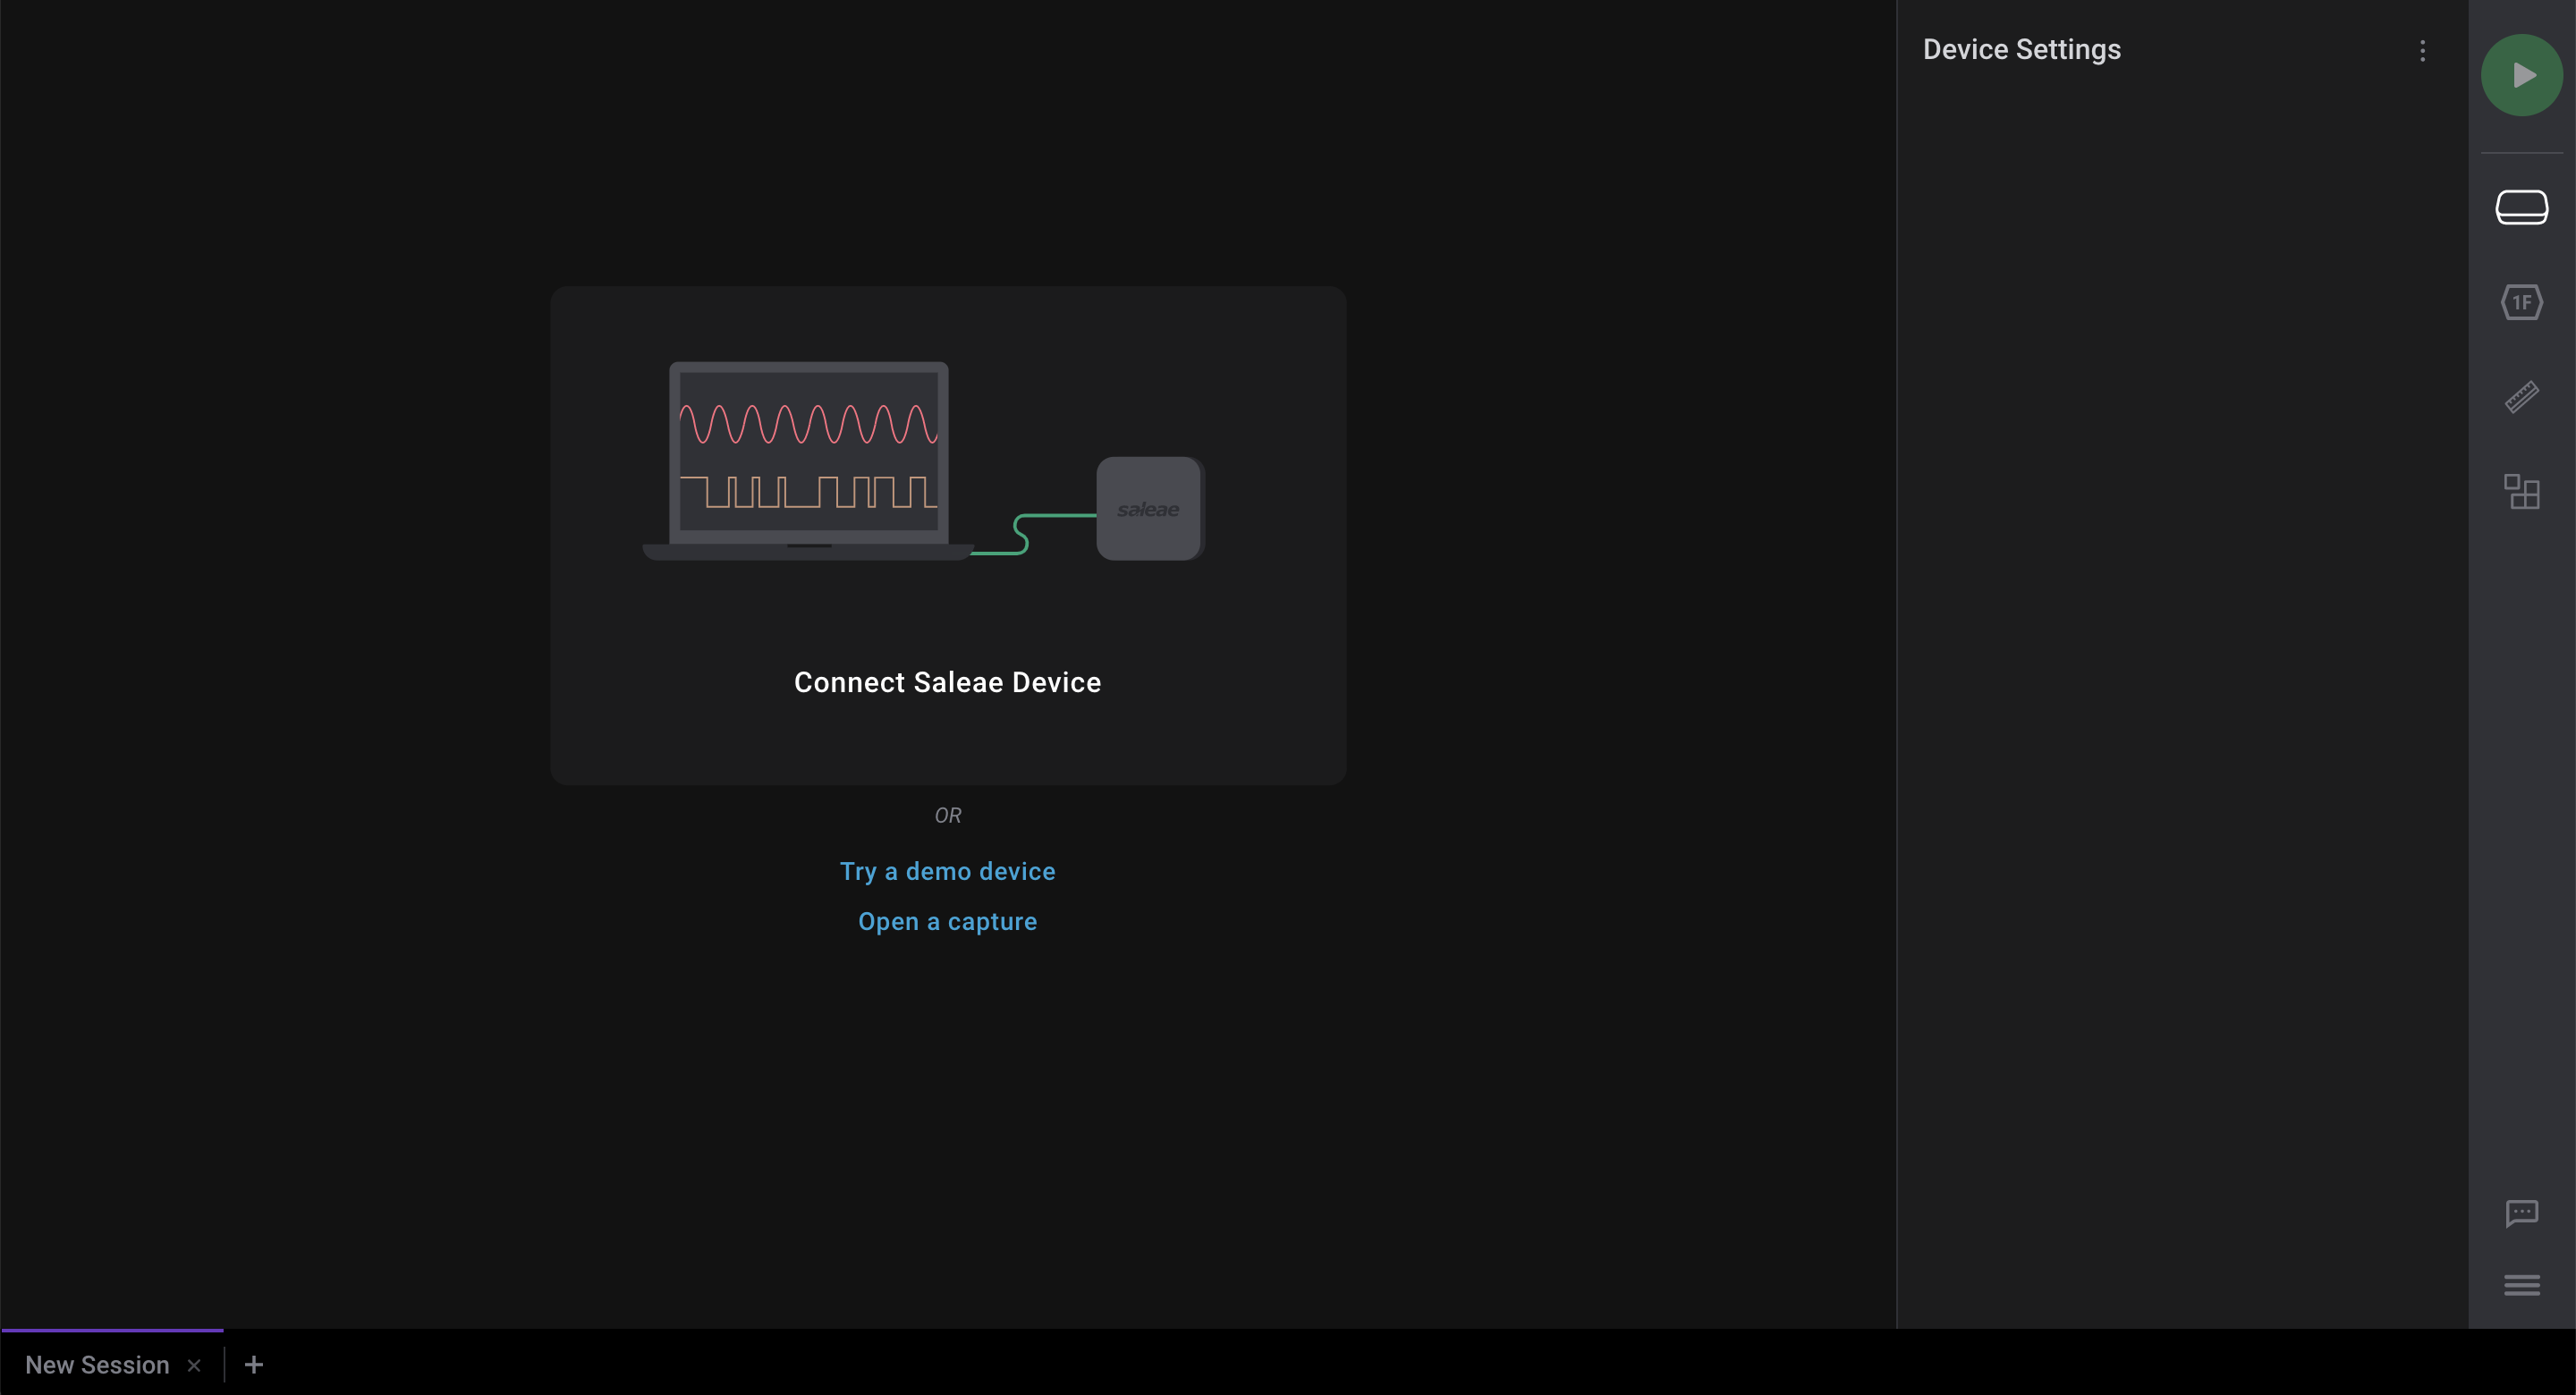 Device Settings
1F
saleae
Connect Saleae Device
OR
Try a demo device
Open a capture
New Session